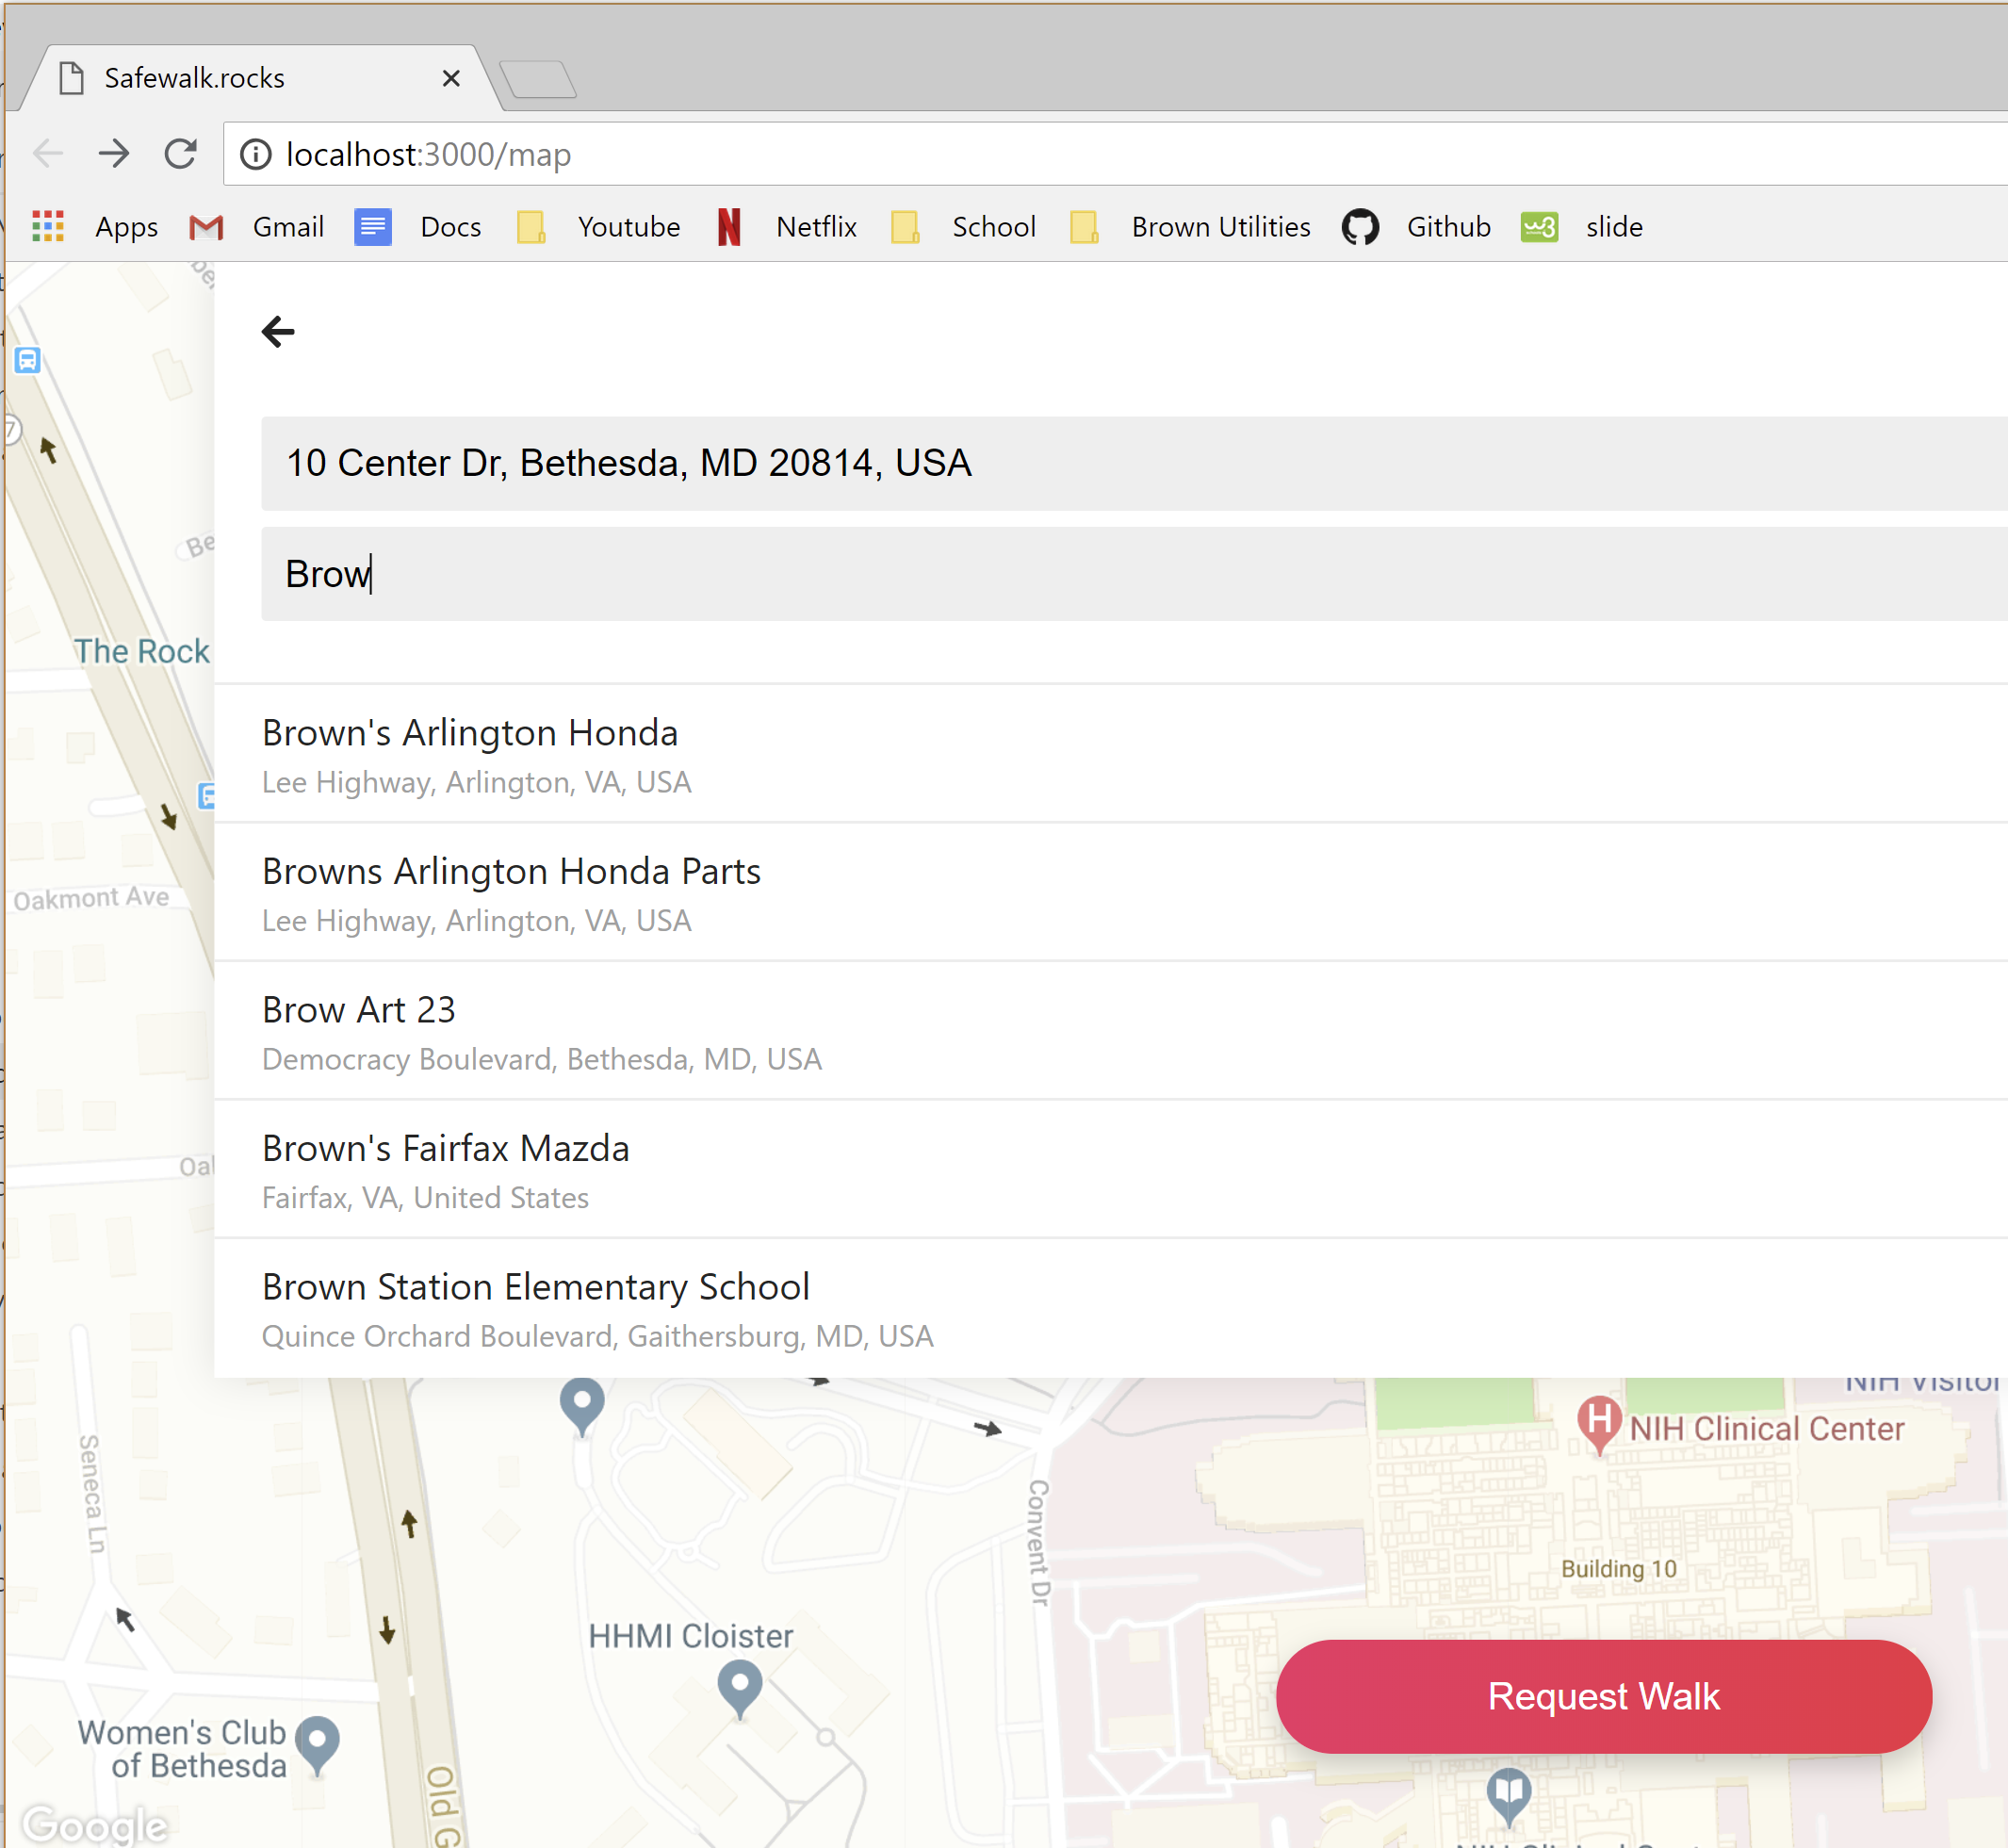 Safewalk.rocks
localhost:3000/map
Apps Gmail Docs Youtube Netflix School Brown Utilities Github slide
10 Center Dr, Bethesda, MD 20814, USA
Brow
The Rock
Brown's Arlington Honda
Lee Highway, Arlington, VA, USA
Browns Arlington Honda Parts
Lee Highway, Arlington, VA, USA
Oakmont Ave
Brow Art 23
Democracy Boulevard, Bethesda, MD, USA
Brown's Fairfax Mazda
Fairfax, VA, United States
Brown Station Elementary School
Quince Orchard Boulevard, Gaithersburg, MD, USA
NIH Visitor
NIH Clinical Center
Seneca Ln
Convent Dr
Building 10
HHMI Cloister
Request Walk
Women's Club
of Bethesda
Old G
Google